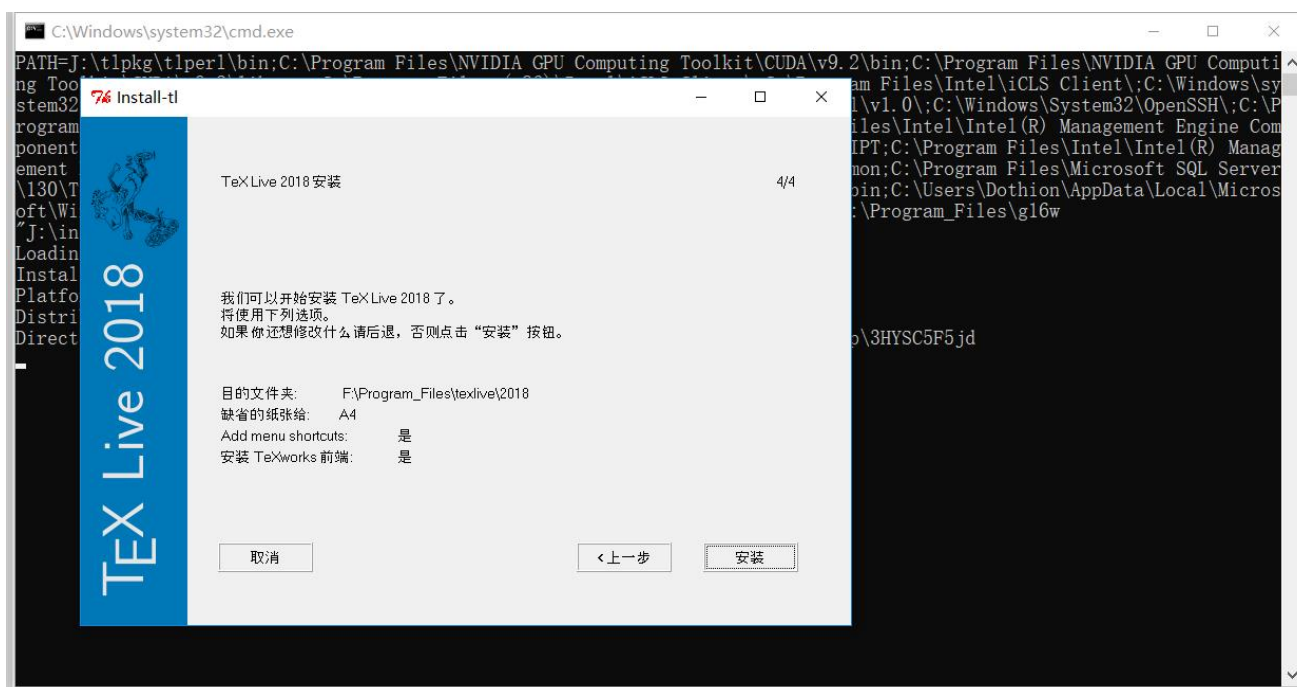 C:\Windows\system32\cmd.exe
PATH=J:\tlpkg\tlperl\bin;C:\Program Files\NVIDIA GPU Computing Toolkit\CUDA\v9.2\bin;C:\Program Files\NVIDIA GPU Computi
ng Too am Files\Intel\iCLS Client\;C:\Windows\sy
stem32 l\v1.0\;C:\Windows\System32\OpenSSH\;C:\P
rogram iles\Intel\Intel(R) Management Engine Com
ponent IPT;C:\Program Files\Intel\Intel(R) Manag
ement mon;C:\Program Files\Microsoft SQL Server
\130\T bin;C:\Users\Dothion\AppData\Local\Micros
oft\Wi :\Program_Files\gl6w
"J:\in
Loadin
Instal
Platfo
Distri
Direct p\3HYSC5F5jd
Install-tl
TeX Live 2018
TeX Live 2018 安装 4/4
我们可以开始安装 TeX Live 2018 了。
将使用下列选项。
如果你还想修改什么请后退，否则点击“安装”按钮。
目的文件夹: F:\Program_Files\texlive\2018
缺省的纸张给: A4
Add menu shortcuts: 是
安装 TeXworks 前端: 是
取消 <上一步 安装